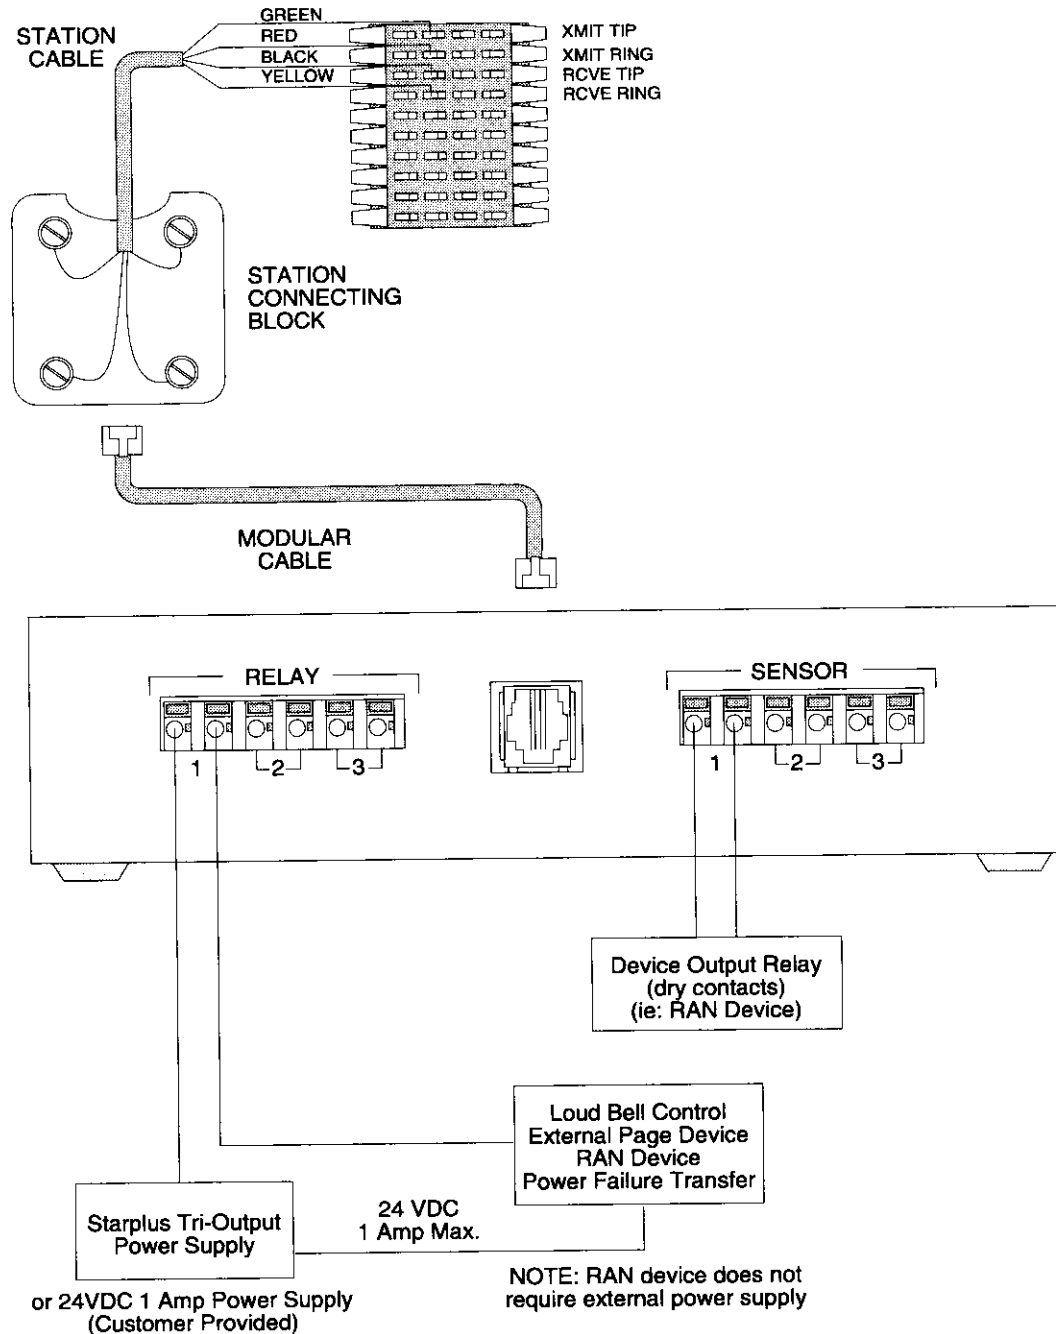 GREEN
RED
BLACK
YELLOW
STATION
CABLE
XMIT TIP
XMIT RING
RCVE TIP
RCVE RING
STATION
CONNECTING
BLOCK
MODULAR
CABLE
RELAY
1 2 3
SENSOR
1 2 3
Device Output Relay
(dry contacts)
(ie: RAN Device)
Loud Bell Control
External Page Device
RAN Device
Power Failure Transfer
Starplus Tri-Output
Power Supply
24 VDC
1 Amp Max.
or 24VDC 1 Amp Power Supply
(Customer Provided)
NOTE: RAN device does not
require external power supply